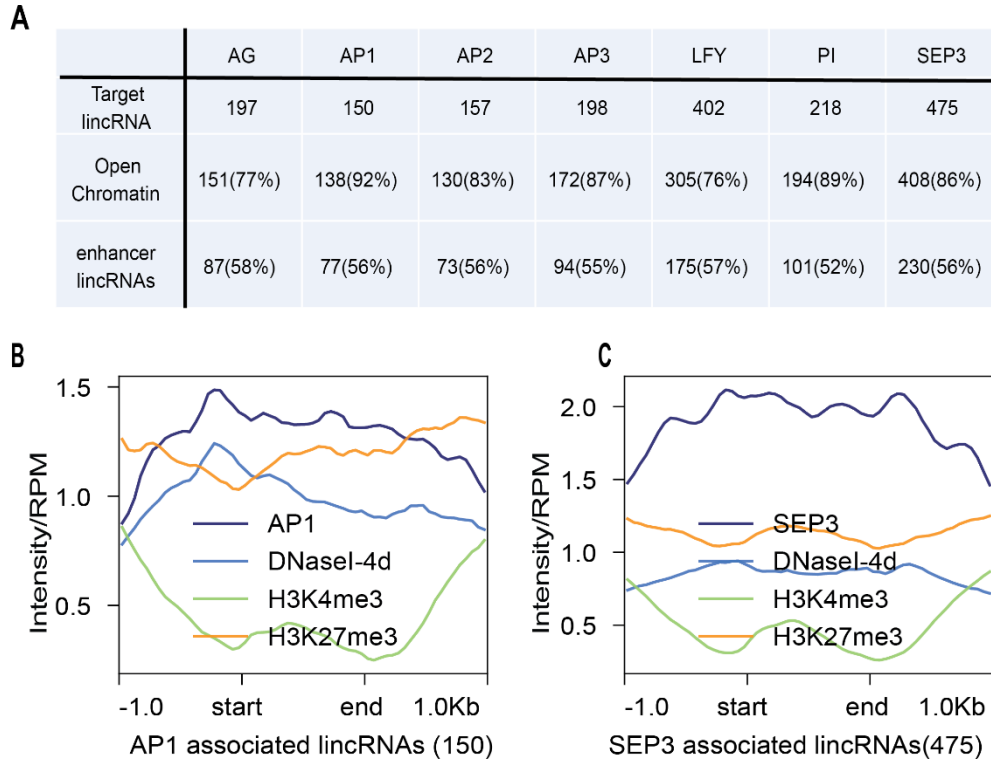 A
AG AP1 AP2 AP3 LFY PI SEP3
Target
lincRNA
197 150 157 198 402 218 475
Open
Chromatin
151(77%) 138(92%) 130(83%) 172(87%) 305(76%) 194(89%) 408(86%)
enhancer
lincRNAs
87(58%) 77(56%) 73(56%) 94(55%) 175(57%) 101(52%) 230(56%)
B
1.5
1.0
0.5
Intensity/RPM
AP1
DNaseI-4d
H3K4me3
H3K27me3
-1.0 start end 1.0Kb
AP1 associated lincRNAs (150)
C
2.0
1.5
1.0
0.5
Intensity/RPM
SEP3
DNaseI-4d
H3K4me3
H3K27me3
-1.0 start end 1.0Kb
SEP3 associated lincRNAs(475)